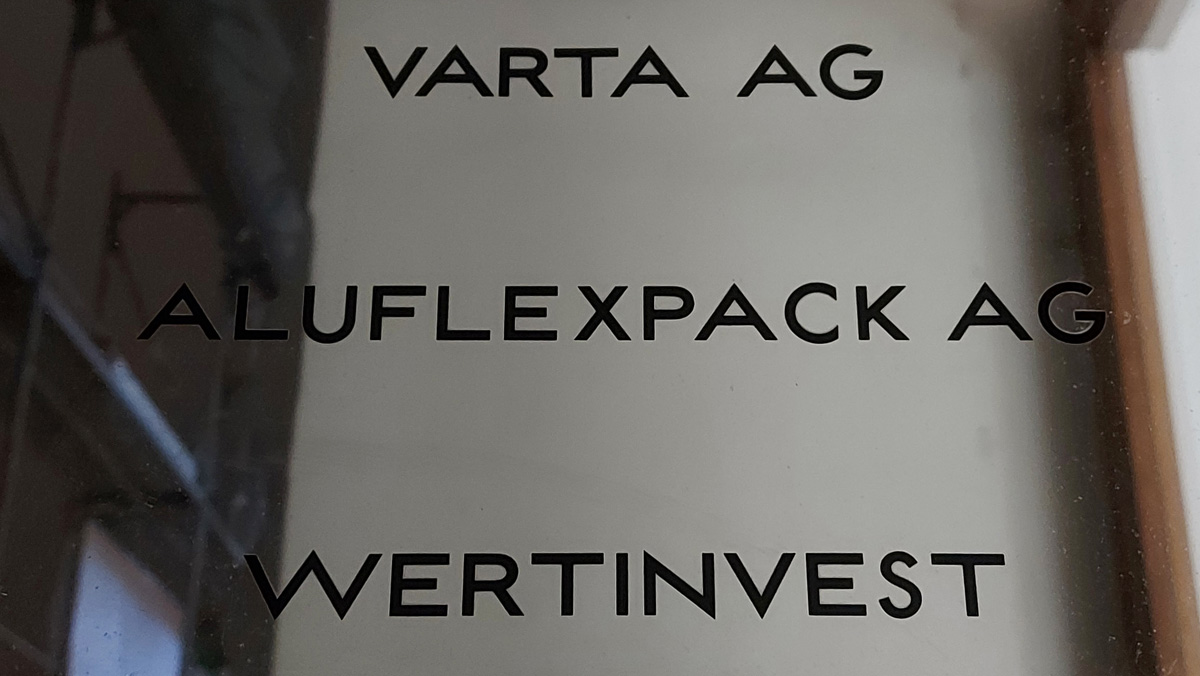 VARTA AG
ALUFLEXPACK AG
WERTINVEST